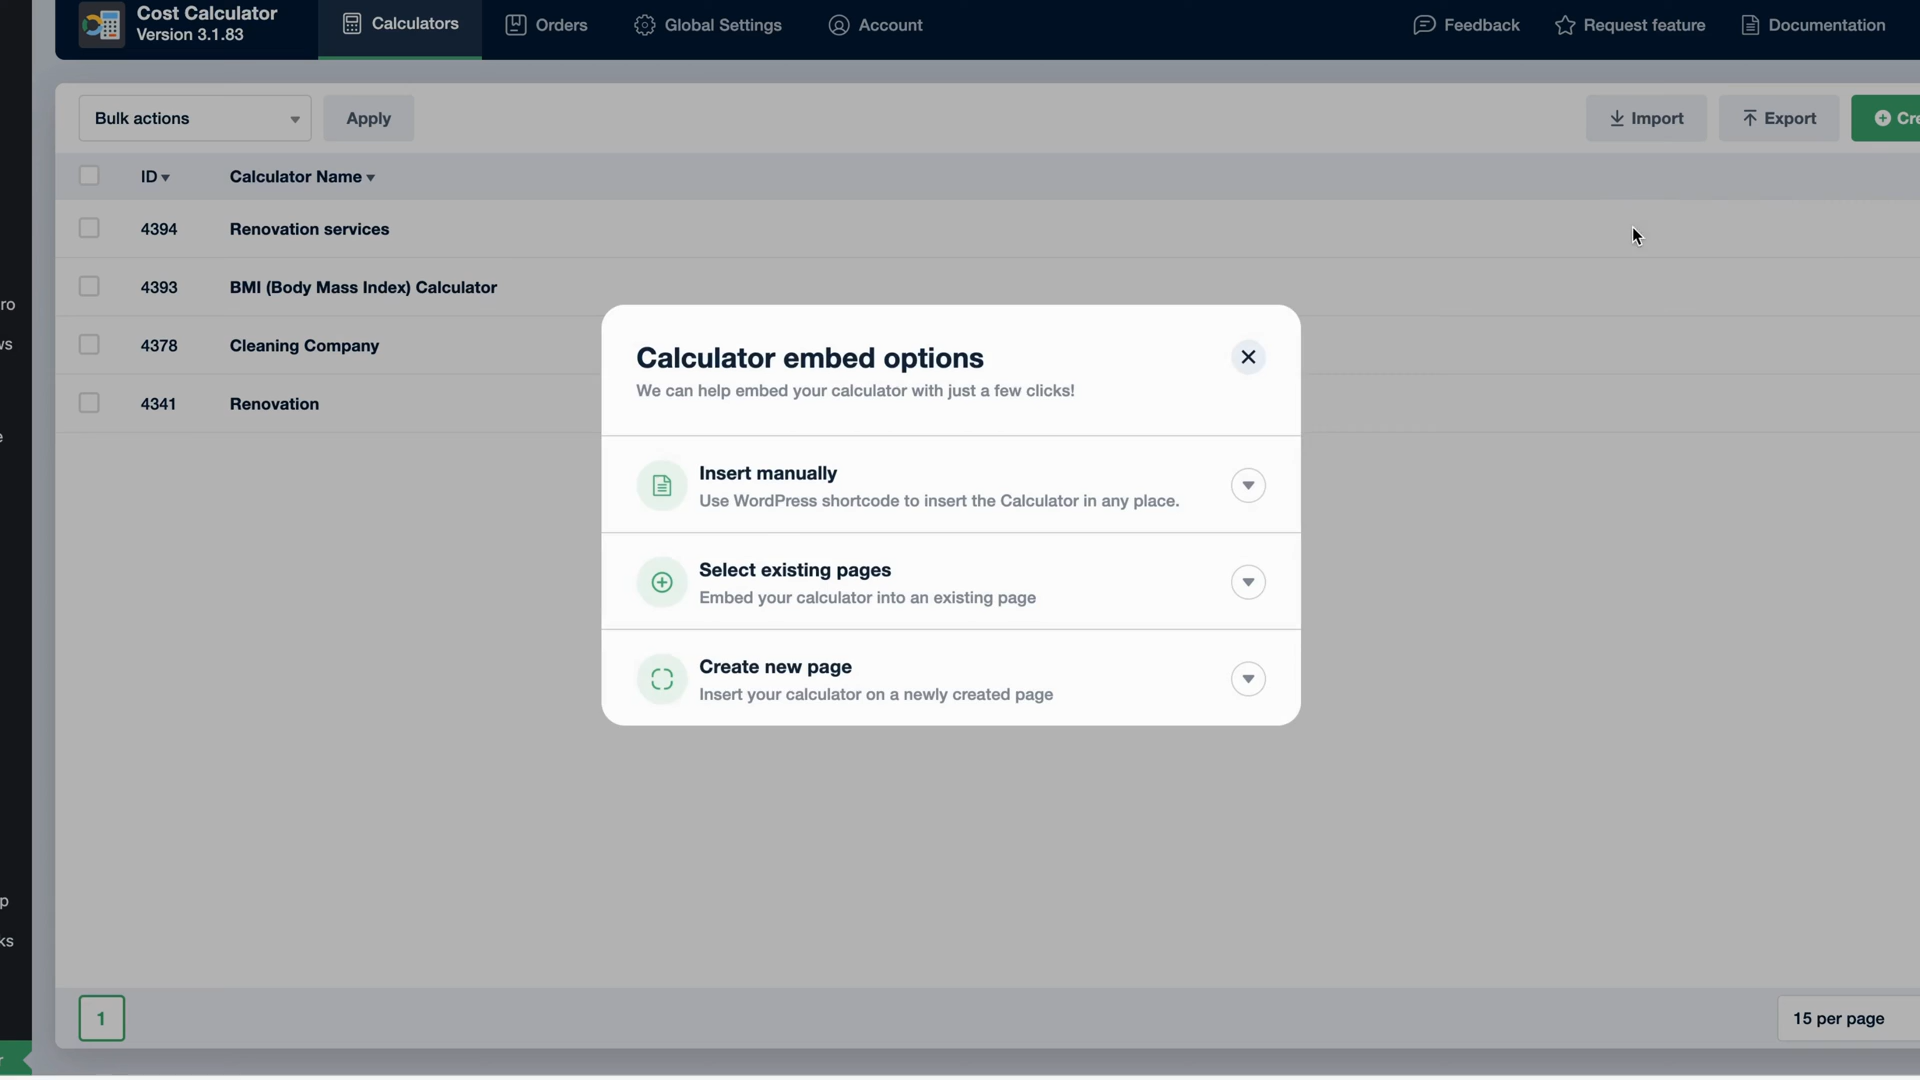 Cost Calculator
Version 3.1.83
Calculators
Orders
Global Settings
Account
Feedback
Request feature
Documentation
Bulk actions
Apply
Import
Export
Cre
ID
Calculator Name
4394
Renovation services
4393
BMI (Body Mass Index) Calculator
4378
Cleaning Company
4341
Renovation
ro
ws
e
p
ks
r
Calculator embed options
We can help embed your calculator with just a few clicks!
Insert manually
Use WordPress shortcode to insert the Calculator in any place.
Select existing pages
Embed your calculator into an existing page
Create new page
Insert your calculator on a newly created page
1
15 per page